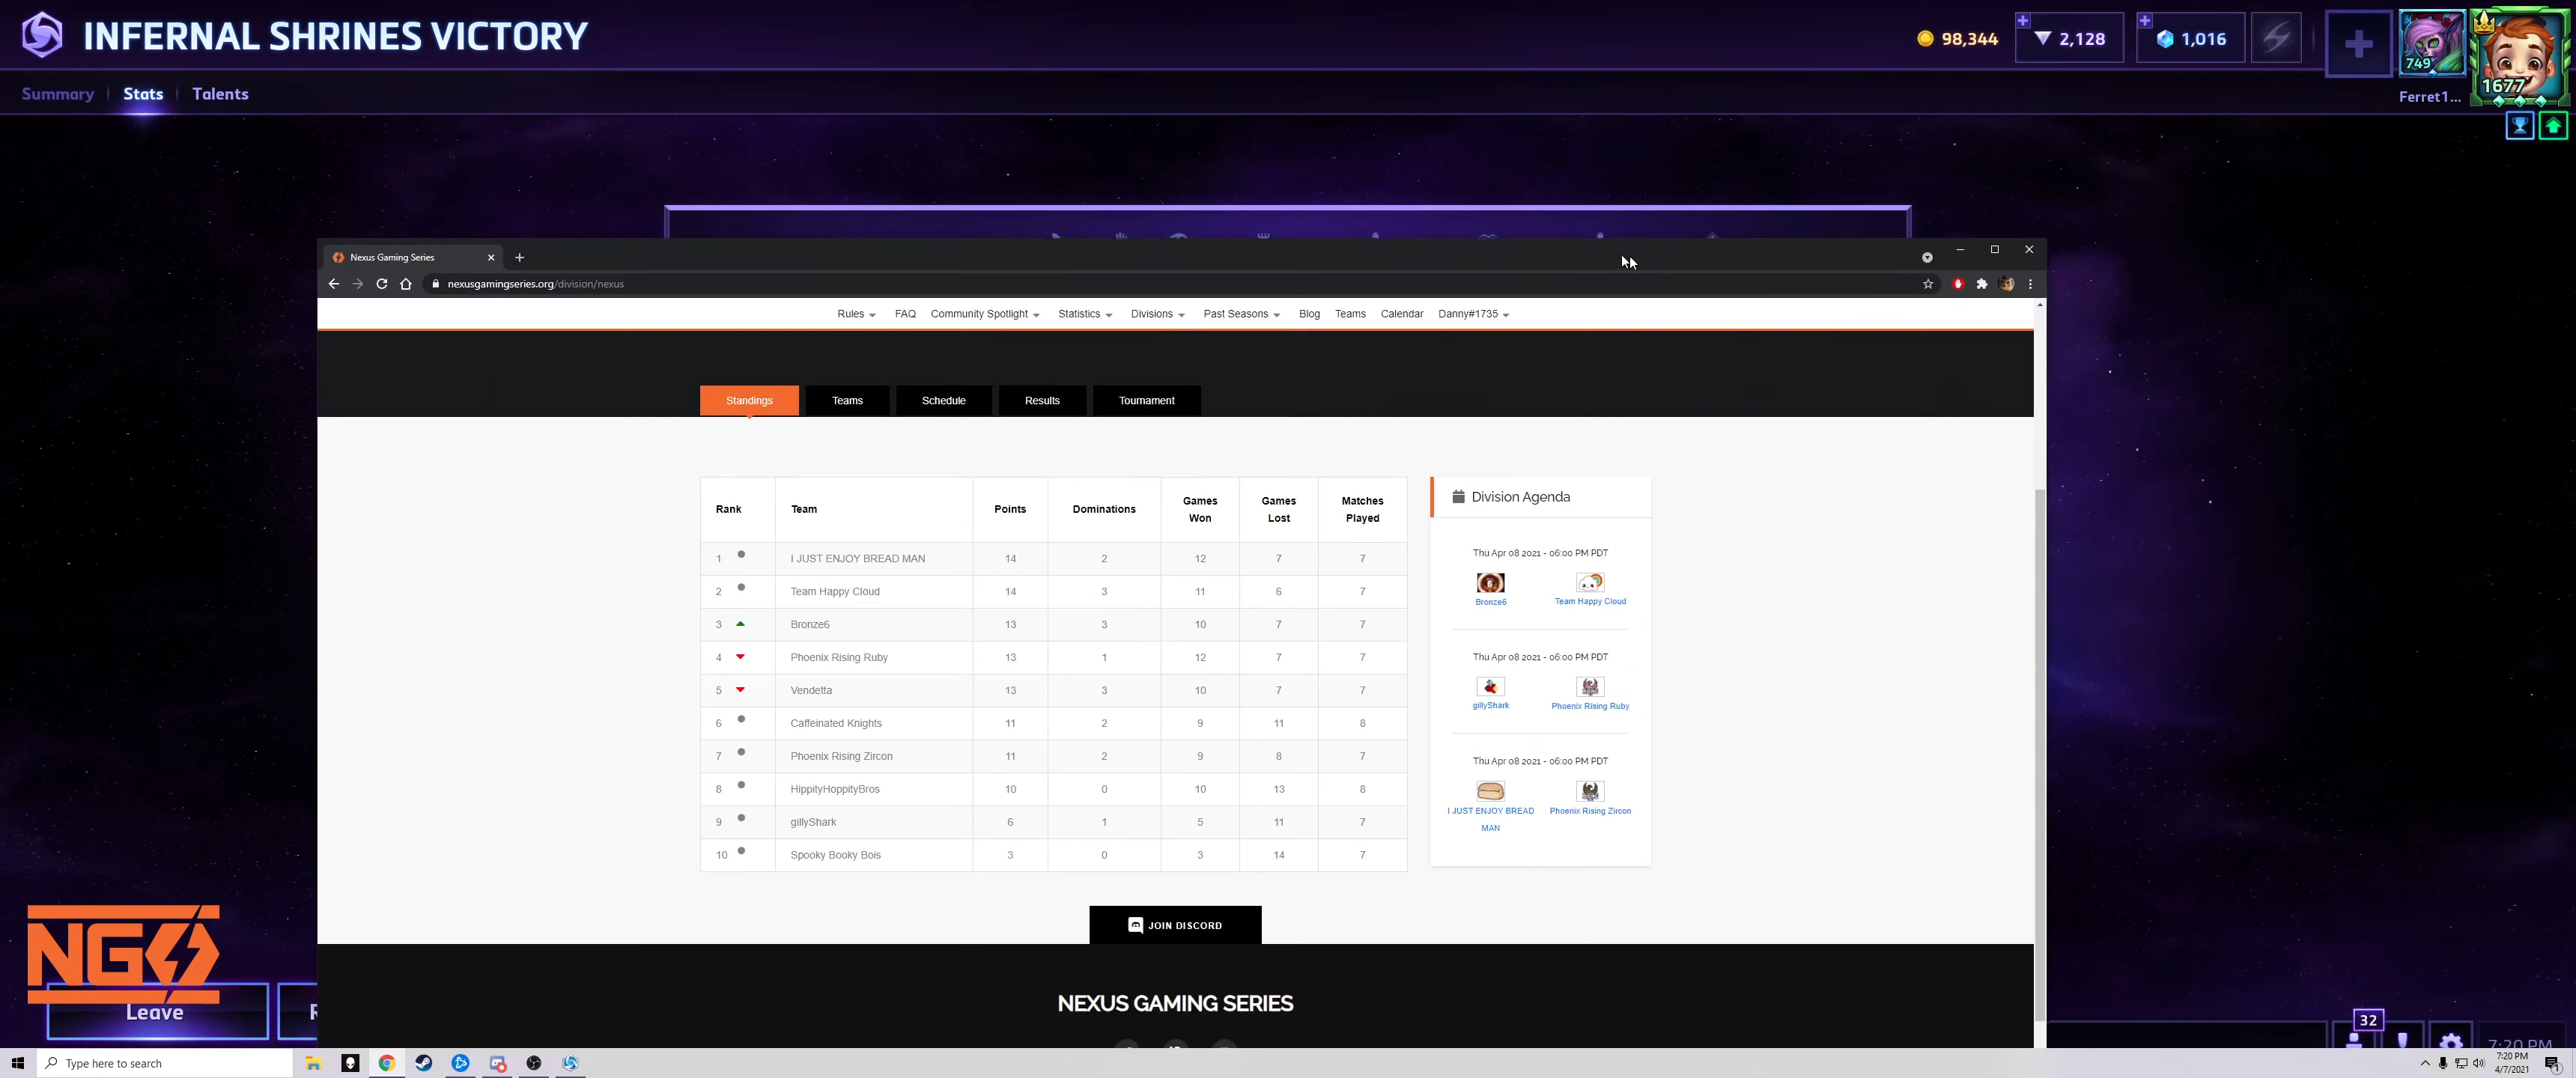 INFERNAL SHRINES VICTORY
98,344
2,128
1,016
749
1677
Ferret1...
Summary
Stats
Talents
Nexus Gaming Series
nexusgamingseries.org/division/nexus
Rules FAQ Community Spotlight Statistics Divisions Past Seasons Blog Teams Calendar Danny#1735
Standings Teams Schedule Results Tournament
Rank Team Points Dominations Games Won Games Lost Matches Played
1 I JUST ENJOY BREAD MAN 14 2 12 7 7
2 Team Happy Cloud 14 3 11 6 7
3 Bronze6 13 3 10 7 7
4 Phoenix Rising Ruby 13 1 12 7 7
5 Vendetta 13 3 10 7 7
6 Caffeinated Knights 11 2 9 11 8
7 Phoenix Rising Zircon 11 2 9 8 7
8 HippityHoppityBros 10 0 10 13 8
9 gillyShark 6 1 5 11 7
10 Spooky Booky Bois 3 0 3 14 7
Division Agenda
Thu Apr 08 2021 - 06:00 PM PDT
Bronze6 Team Happy Cloud
Thu Apr 08 2021 - 06:00 PM PDT
gillyShark Phoenix Rising Ruby
Thu Apr 08 2021 - 06:00 PM PDT
I JUST ENJOY BREAD Phoenix Rising Zircon
MAN
JOIN DISCORD
NEXUS GAMING SERIES
NGS
Leave
32
7:20 PM
Type here to search
7:20 PM
4/7/2021